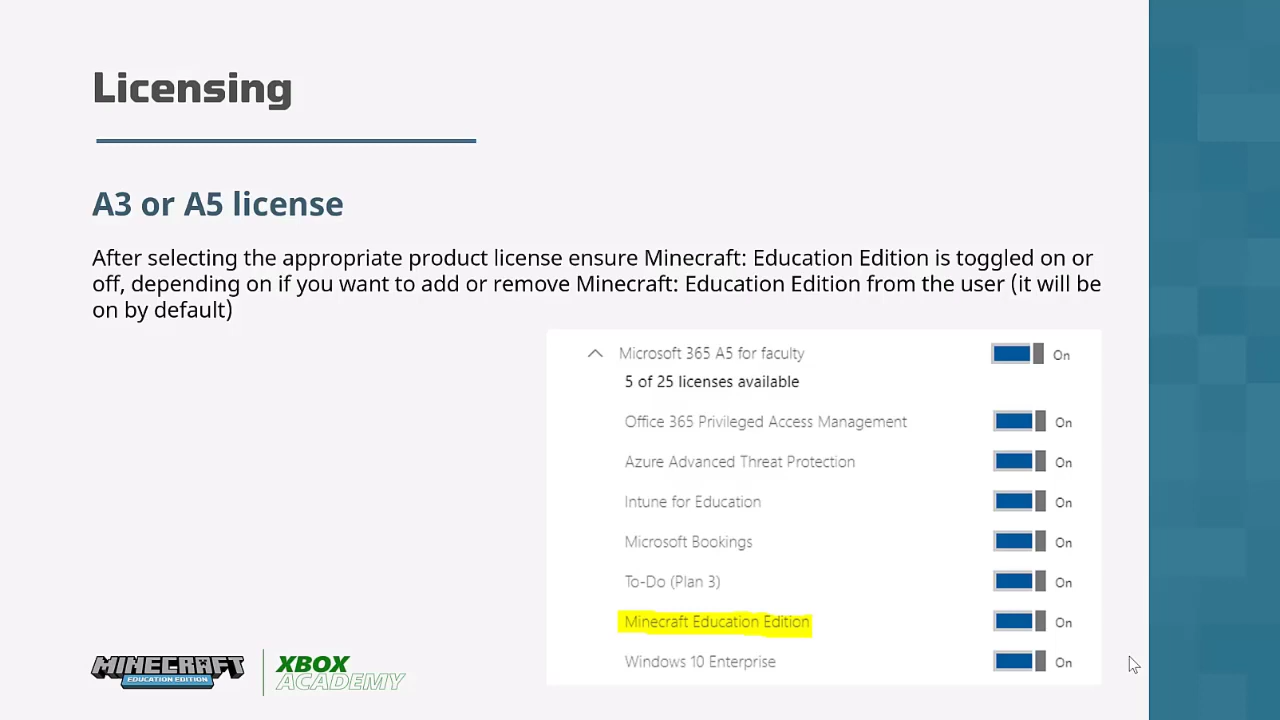 Licensing
A3 or A5 license
After selecting the appropriate product license ensure Minecraft: Education Edition is toggled on or
off, depending on if you want to add or remove Minecraft: Education Edition from the user (it will be
on by default)
Microsoft 365 A5 for faculty On
5 of 25 licenses available
Office 365 Privileged Access Management On
Azure Advanced Threat Protection On
Intune for Education On
Microsoft Bookings On
To-Do (Plan 3) On
Minecraft Education Edition On
Windows 10 Enterprise On
MINECRAFT
EDUCATION EDITION
XBOX
ACADEMY